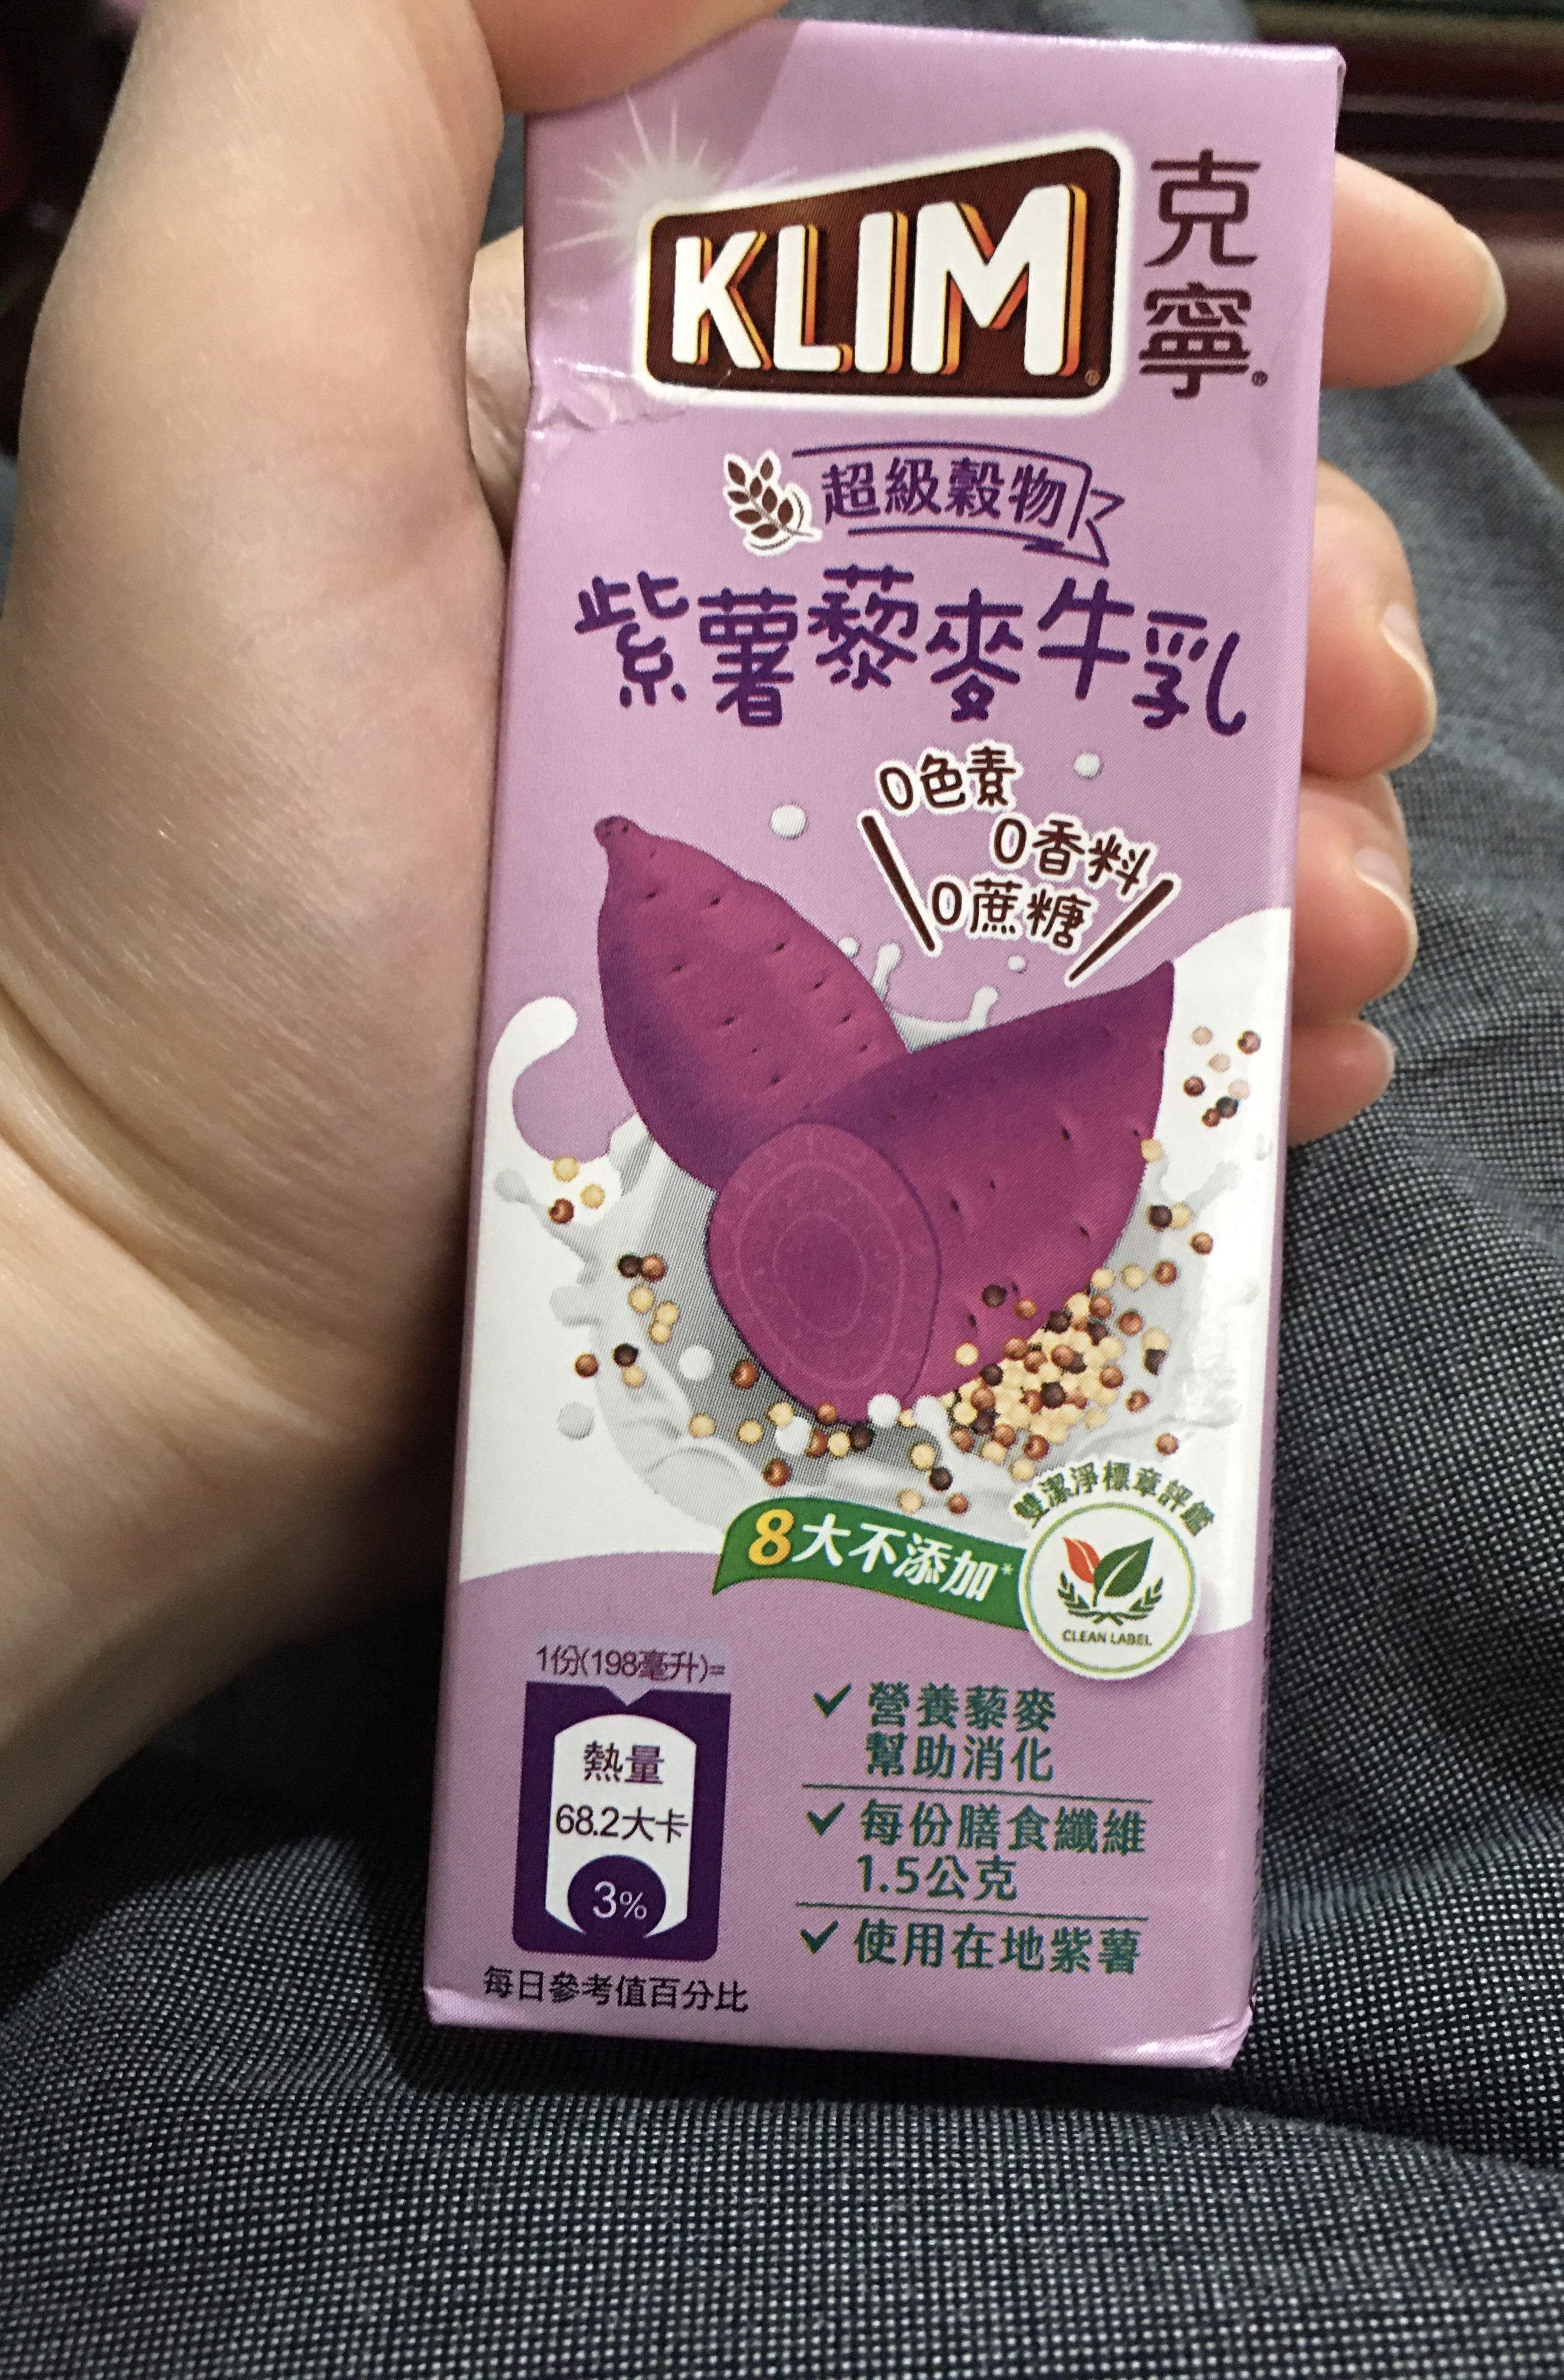 KLIM
克寧
超級穀物
紫薯藜麥牛乳
0色素
0香料
0蔗糖
雙潔淨標章評鑑
8大不添加*
CLEAN LABEL
1份(198毫升)=
熱量
68.2大卡
3%
每日參考值百分比
營養藜麥
幫助消化
每份膳食纖維
1.5公克
使用在地紫薯